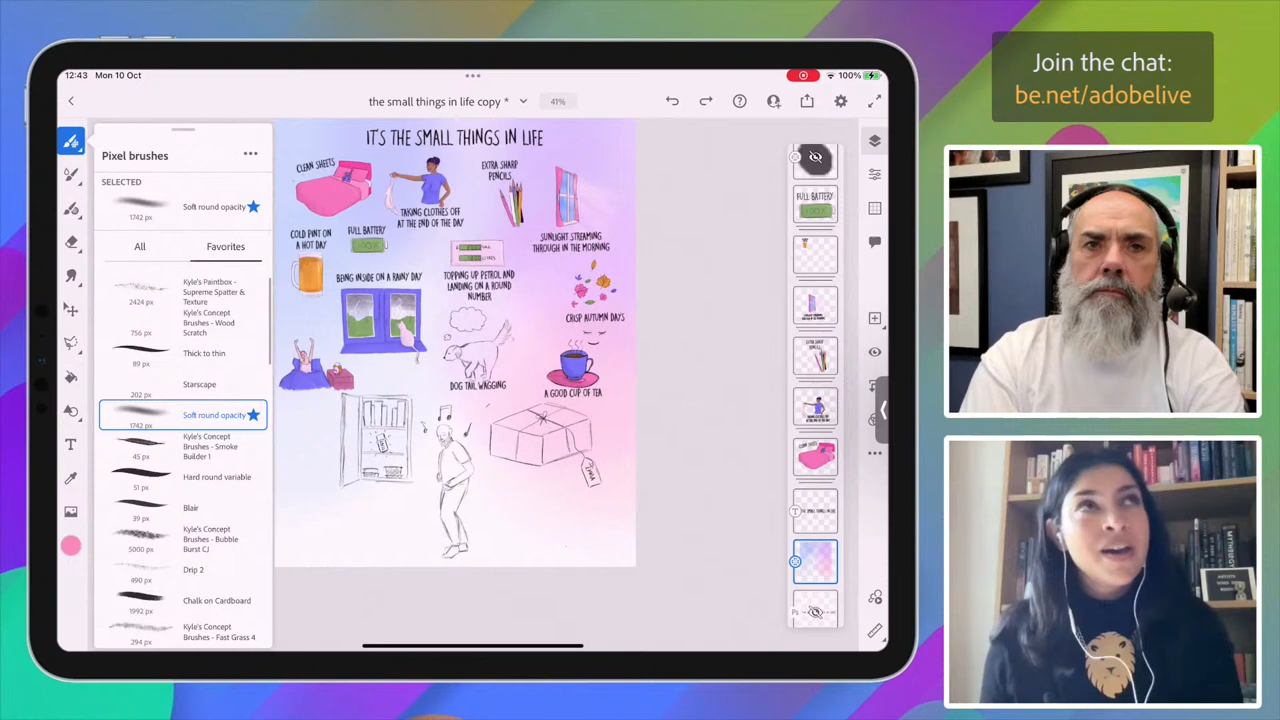 Join the chat:
be.net/adobelive
12:43 Mon 10 Oct
100%
the small things in life copy *
41%
Pixel brushes
SELECTED
1742 px
Soft round opacity
All
Favorites
Kyle's Paintbox -
Supreme Spatter &
Texture
2424 px
Kyle's Concept
Brushes - Wood
Scratch
756 px
Thick to thin
89 px
Starscape
202 px
Soft round opacity
1742 px
Kyle's Concept
Brushes - Smoke
Builder 1
45 px
Hard round variable
51 px
Blair
39 px
Kyle's Concept
Brushes - Bubble
Burst CJ
5000 px
Drip 2
490 px
Chalk on Cardboard
1992 px
Kyle's Concept
Brushes - Fast Grass 4
294 px
IT'S THE SMALL THINGS IN LIFE
CLEAN SHEETS
TAKING CLOTHES OFF
AT THE END OF THE DAY
EXTRA SHARP
PENCILS
SUNLIGHT STREAMING
THROUGH IN THE MORNING
COLD PINT ON
A HOT DAY
FULL BATTERY
BEING INSIDE ON A RAINY DAY
TOPPING UP PETROL AND
LANDING ON A ROUND
NUMBER
CRISP AUTUMN DAYS
DOG TAIL WAGGING
A GOOD CUP OF TEA
FULL BATTERY
T
THE SMALL THINGS IN LIFE
Ps
T
MYTHOLOGY